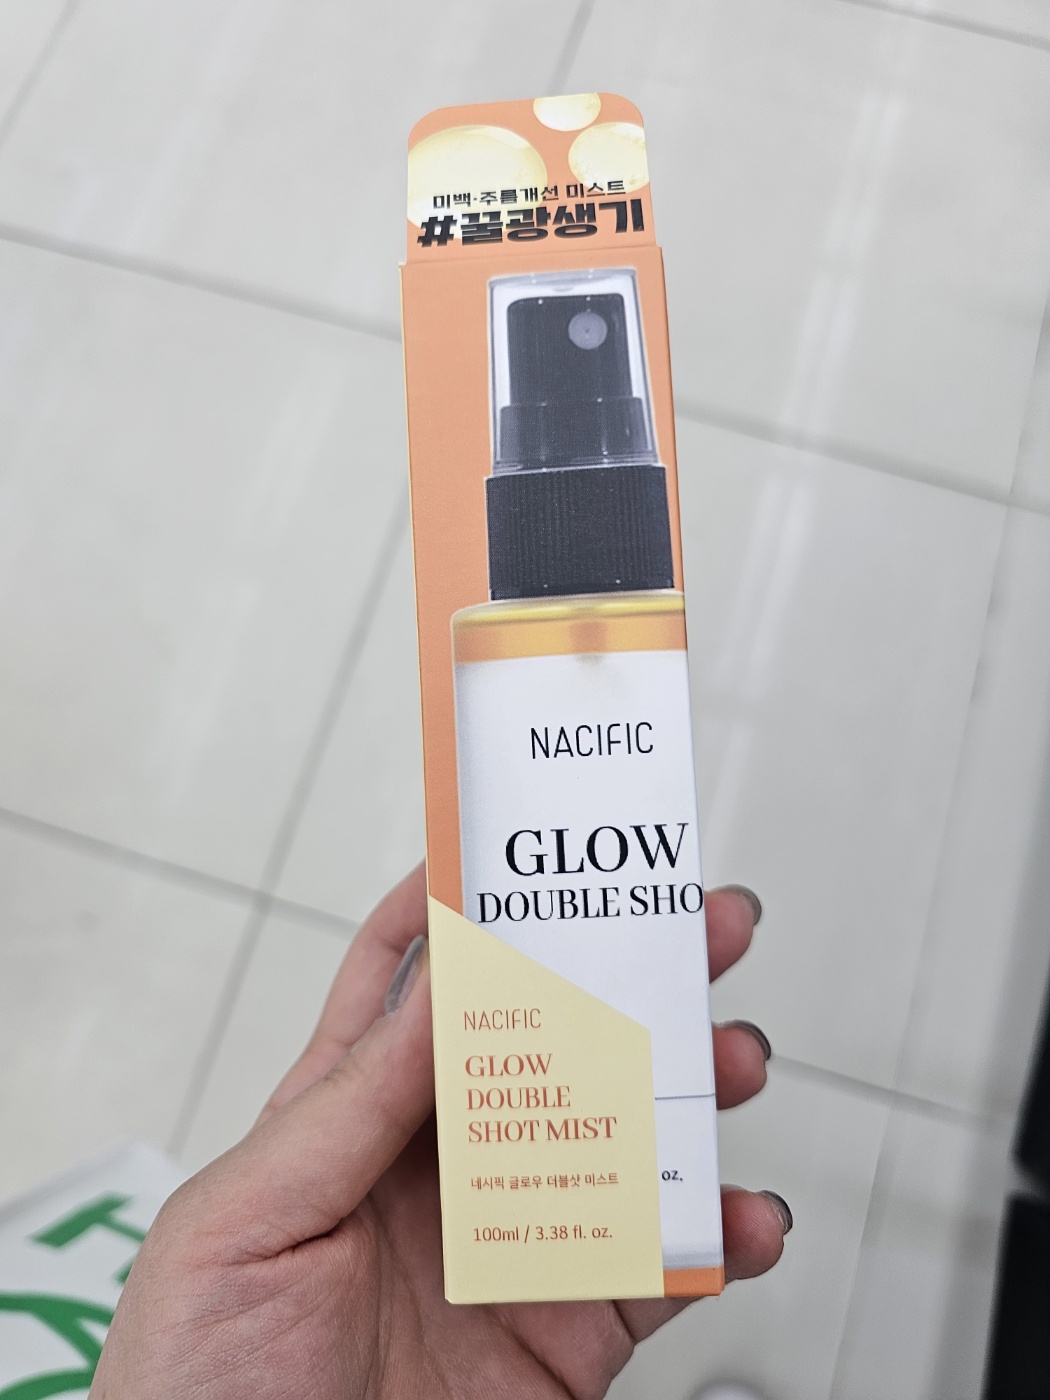 미백·주름개선 미스트
#꿀광생기
NACIFIC
GLOW
DOUBLE SHO
NACIFIC
GLOW
DOUBLE
SHOT MIST
네시픽 글로우 더블샷 미스트
oz.
100ml / 3.38 fl. oz.